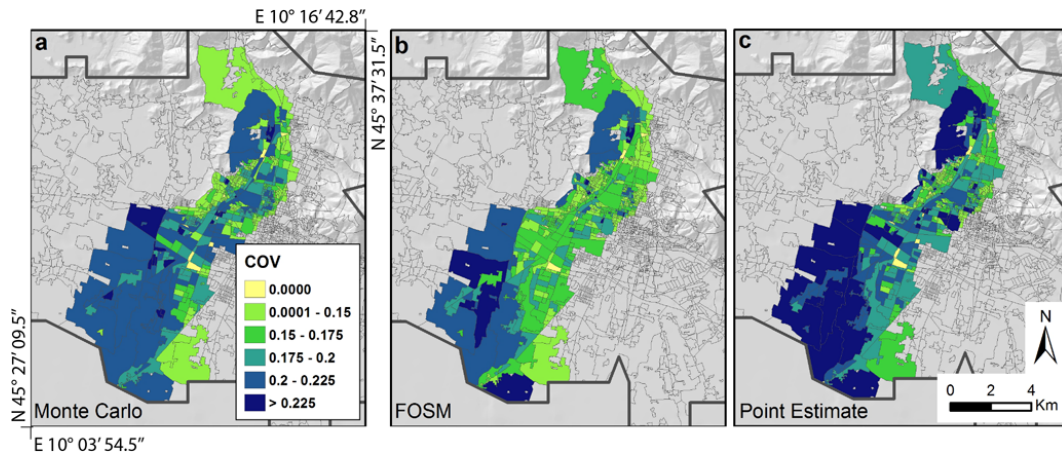 E 10° 16′ 42.8″
N 45° 37′ 31.5″
a
b
c
COV
0.0000
0.0001 - 0.15
0.15 - 0.175
0.175 - 0.2
0.2 - 0.225
> 0.225
N
0 2 4
Km
Monte Carlo
FOSM
Point Estimate
N 45° 27′ 09.5″
E 10° 03′ 54.5″